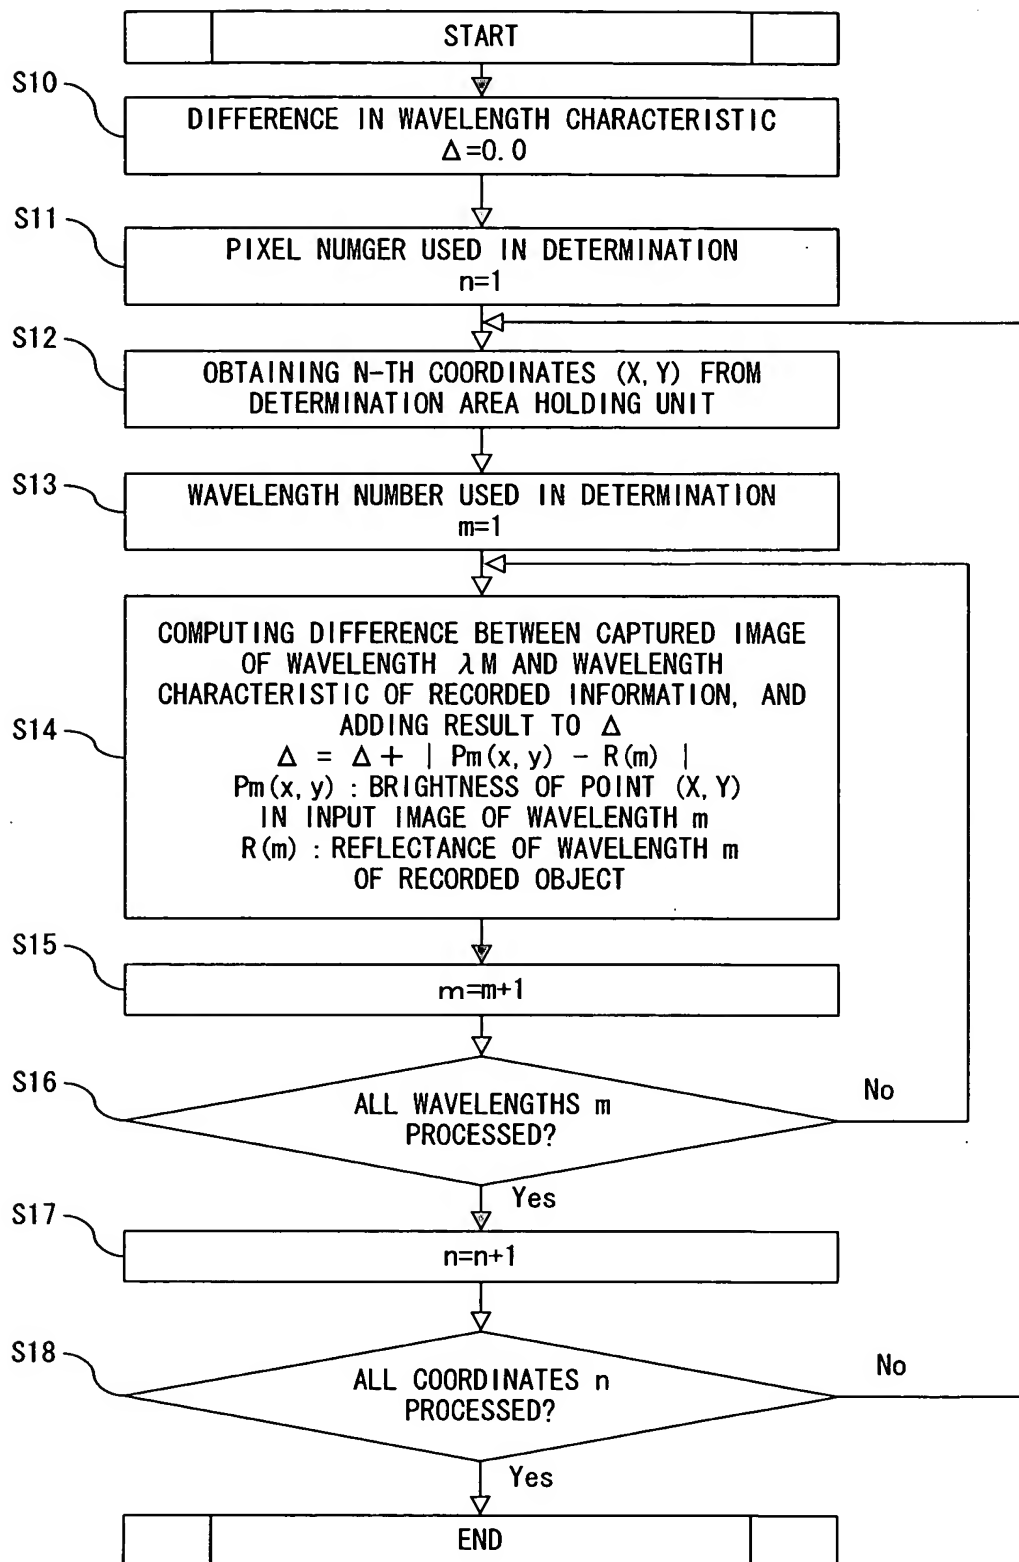 START
S10
DIFFERENCE IN WAVELENGTH CHARACTERISTIC
Δ=0.0
S11
PIXEL NUMGER USED IN DETERMINATION
n=1
S12
OBTAINING N-TH COORDINATES (X, Y) FROM
DETERMINATION AREA HOLDING UNIT
S13
WAVELENGTH NUMBER USED IN DETERMINATION
m=1
S14
COMPUTING DIFFERENCE BETWEEN CAPTURED IMAGE
OF WAVELENGTH λM AND WAVELENGTH
CHARACTERISTIC OF RECORDED INFORMATION, AND
ADDING RESULT TO Δ
Δ = Δ + | Pm(x, y) - R(m) |
Pm(x, y) : BRIGHTNESS OF POINT (X, Y)
IN INPUT IMAGE OF WAVELENGTH m
R(m) : REFLECTANCE OF WAVELENGTH m
OF RECORDED OBJECT
S15
m=m+1
S16
ALL WAVELENGTHS m
PROCESSED?
No
Yes
S17
n=n+1
S18
ALL COORDINATES n
PROCESSED?
No
Yes
END